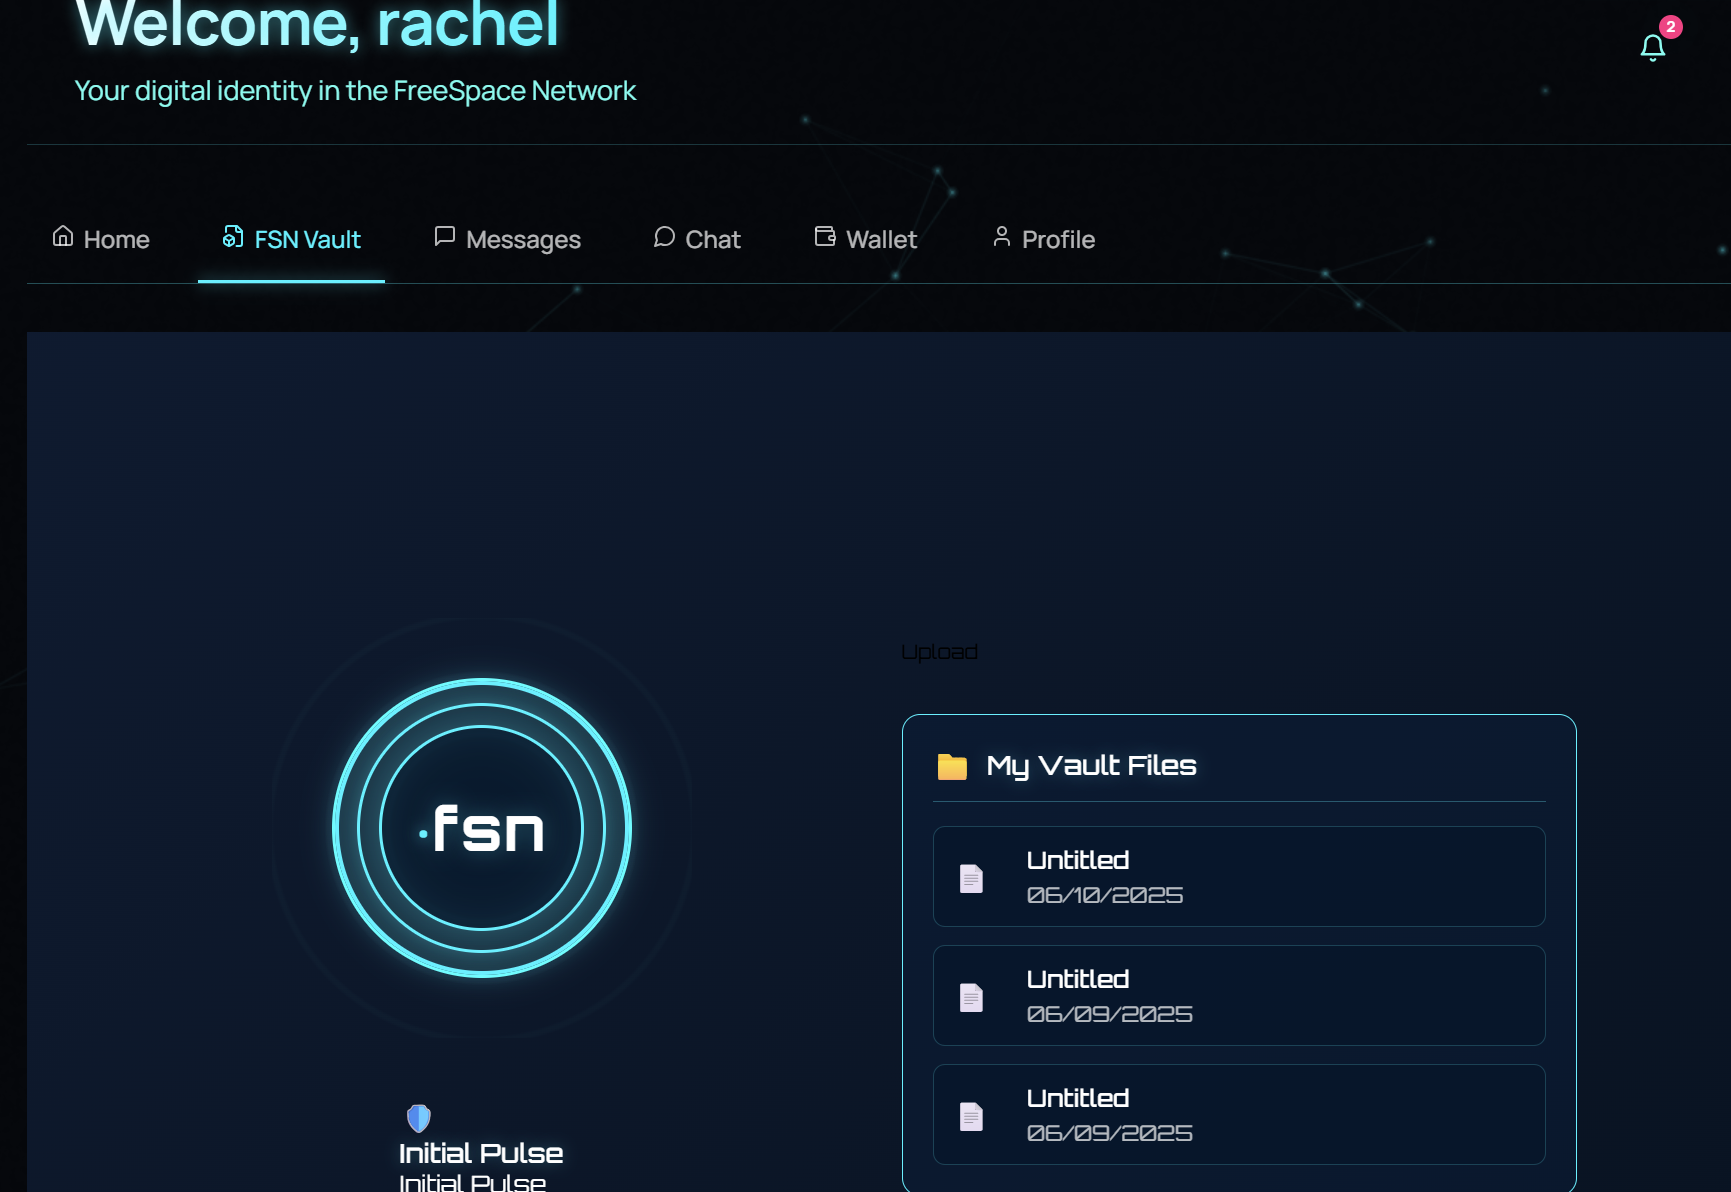 Welcome, rachel
2
Your digital identity in the FreeSpace Network
Home FSN Vault Messages Chat Wallet Profile
Upload
My Vault Files
.fsn
Untitled
06/10/2025
Untitled
06/09/2025
Untitled
06/09/2025
Initial Pulse
Initial Pulse